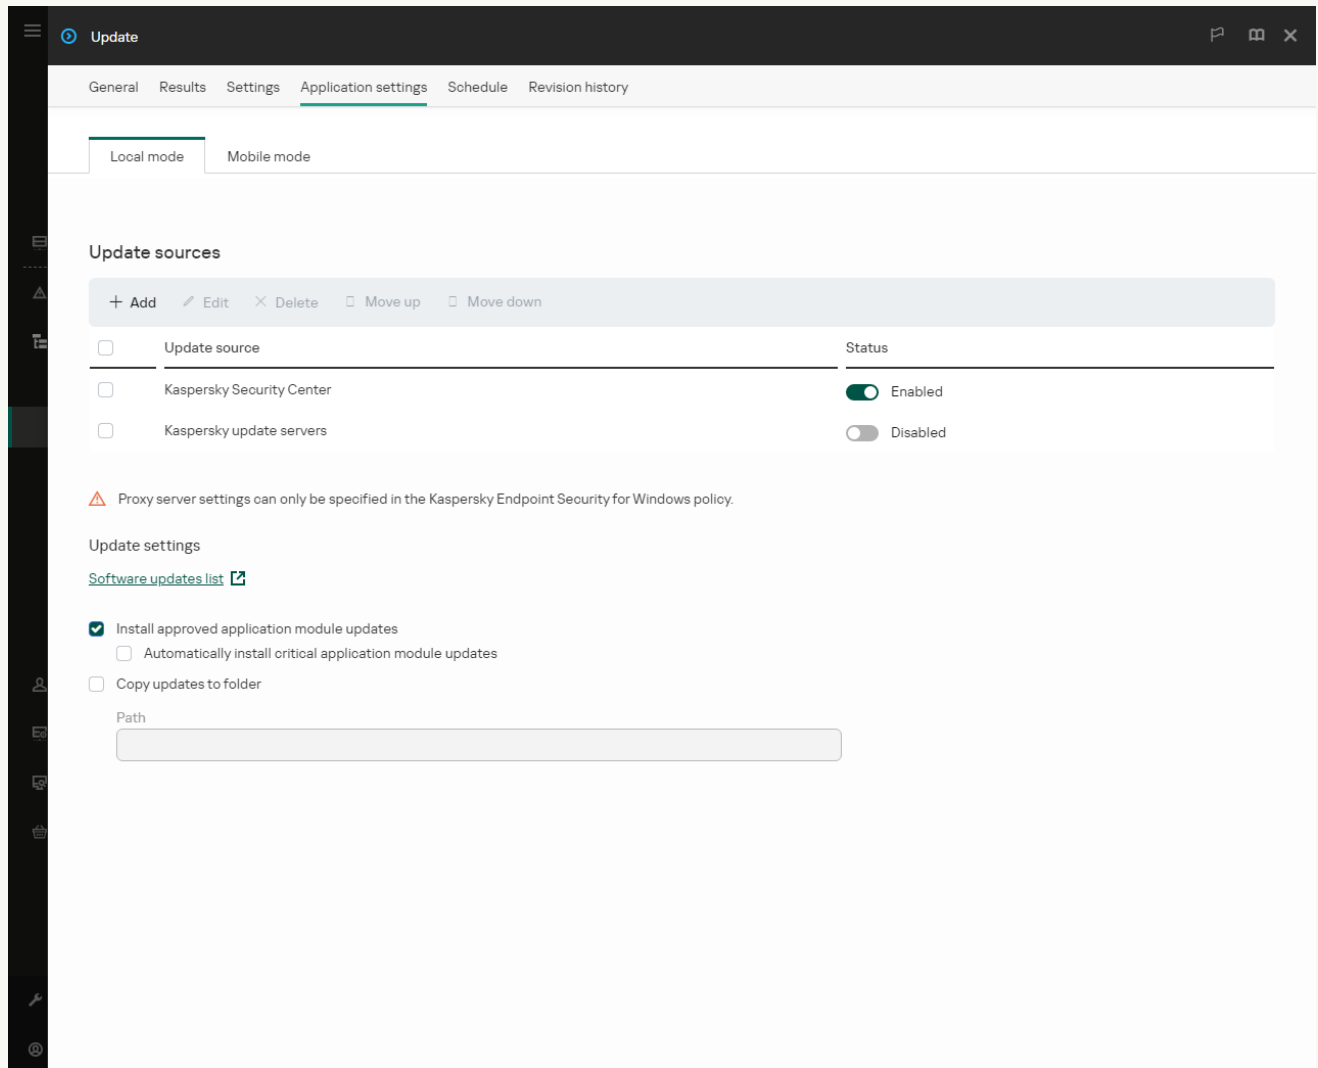 Update
General Results Settings Application settings Schedule Revision history
Local mode Mobile mode
Update sources
Add Edit Delete Move up Move down
Update source Status
Kaspersky Security Center Enabled
Kaspersky update servers Disabled
Proxy server settings can only be specified in the Kaspersky Endpoint Security for Windows policy.
Update settings
Software updates list
Install approved application module updates
Automatically install critical application module updates
Copy updates to folder
Path